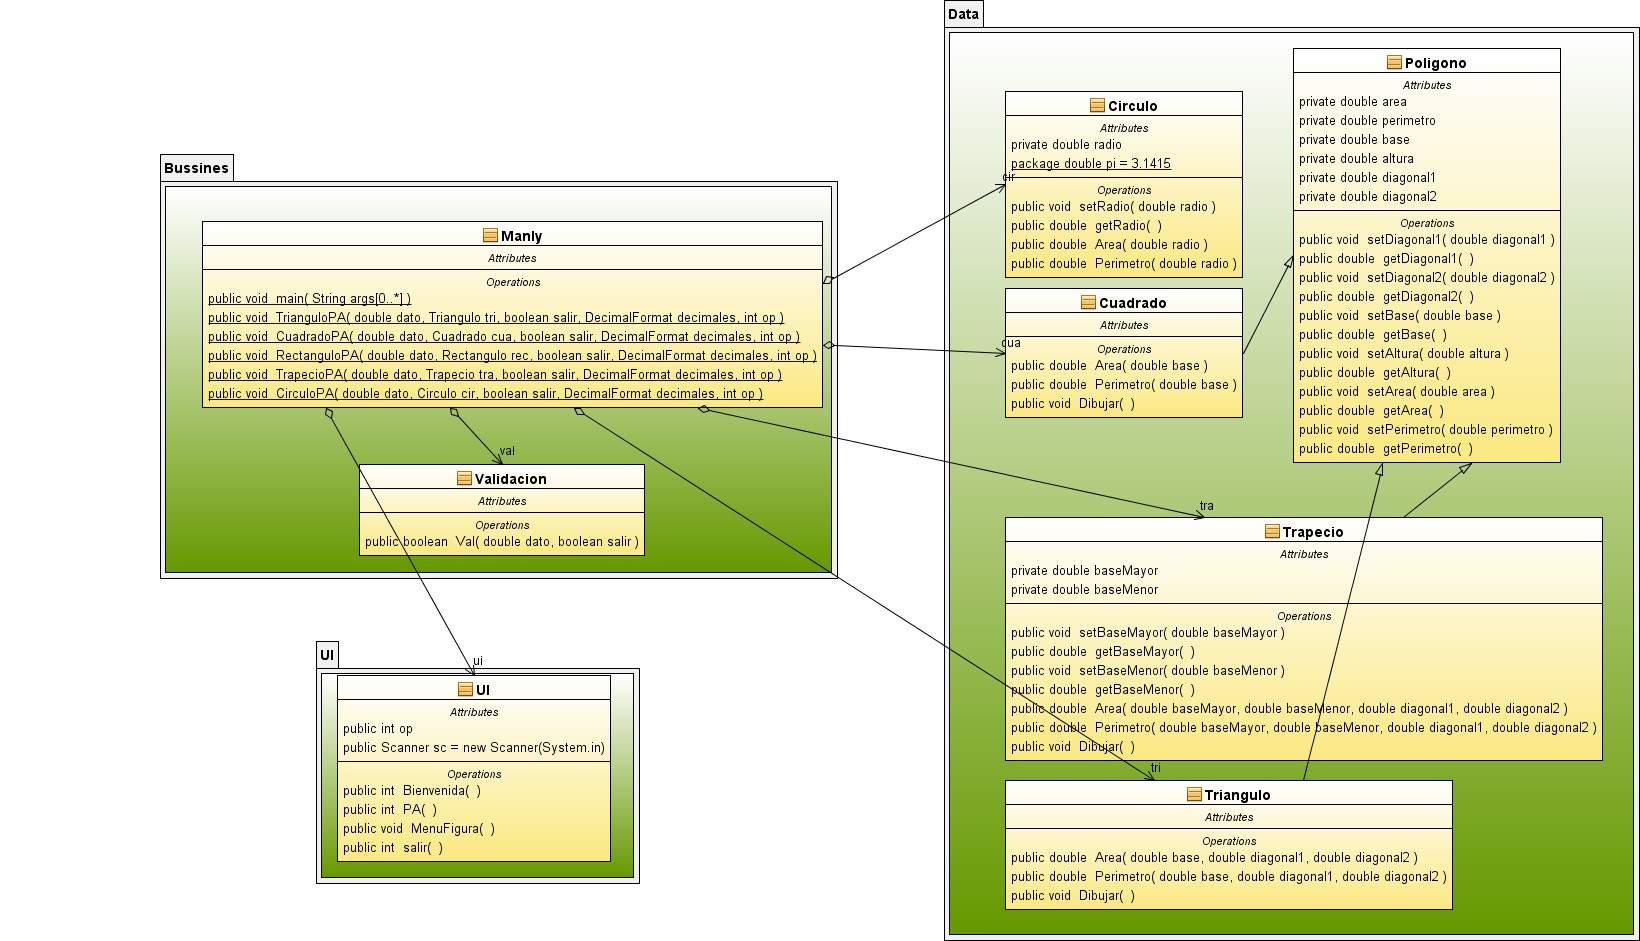 Bussines
Manly
Attributes
Operations
public void main( String args[0..*] )
public void TrianguloPA( double dato, Triangulo tri, boolean salir, DecimalFormat decimales, int op )
public void CuadradoPA( double dato, Cuadrado cua, boolean salir, DecimalFormat decimales, int op )
public void RectanguloPA( double dato, Rectangulo rec, boolean salir, DecimalFormat decimales, int op )
public void TrapecioPA( double dato, Trapecio tra, boolean salir, DecimalFormat decimales, int op )
public void CirculoPA( double dato, Circulo cir, boolean salir, DecimalFormat decimales, int op )
val
Validacion
Attributes
Operations
public boolean Val( double dato, boolean salir )
UI
ui
UI
Attributes
public int op
public Scanner sc = new Scanner(System.in)
Operations
public int Bienvenida( )
public int PA( )
public void MenuFigura( )
public int salir( )
Data
Circulo
Attributes
private double radio
package double pi = 3.1415
cir
Operations
public void setRadio( double radio )
public double getRadio( )
public double Area( double radio )
public double Perimetro( double radio )
Cuadrado
Attributes
cua
Operations
public double Area( double base )
public double Perimetro( double base )
public void Dibujar( )
Poligono
Attributes
private double area
private double perimetro
private double base
private double altura
private double diagonal1
private double diagonal2
Operations
public void setDiagonal1( double diagonal1 )
public double getDiagonal1( )
public void setDiagonal2( double diagonal2 )
public double getDiagonal2( )
public void setBase( double base )
public double getBase( )
public void setAltura( double altura )
public double getAltura( )
public void setArea( double area )
public double getArea( )
public void setPerimetro( double perimetro )
public double getPerimetro( )
tra
Trapecio
Attributes
private double baseMayor
private double baseMenor
Operations
public void setBaseMayor( double baseMayor )
public double getBaseMayor( )
public void setBaseMenor( double baseMenor )
public double getBaseMenor( )
public double Area( double baseMayor, double baseMenor, double diagonal1, double diagonal2 )
public double Perimetro( double baseMayor, double baseMenor, double diagonal1, double diagonal2 )
public void Dibujar( )
tri
Triangulo
Attributes
Operations
public double Area( double base, double diagonal1, double diagonal2 )
public double Perimetro( double base, double diagonal1, double diagonal2 )
public void Dibujar( )